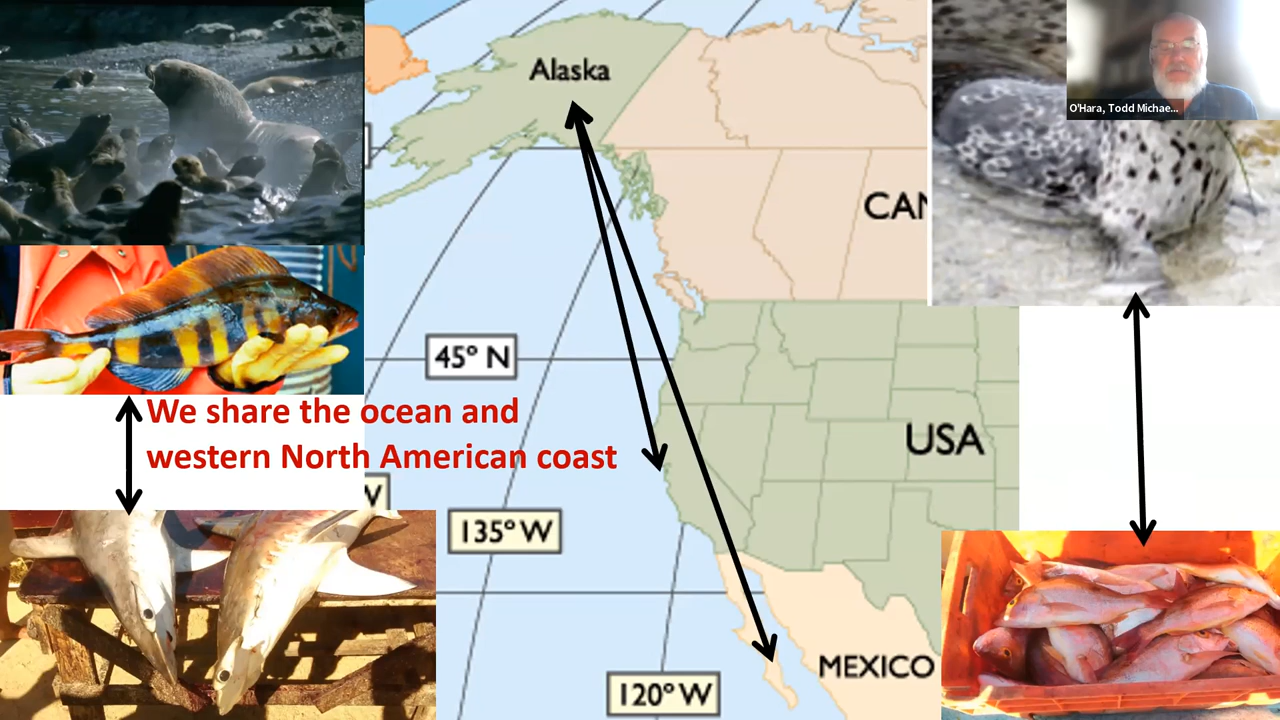 O'Hara, Todd Michae...
Alaska
CAN
45° N
We share the ocean and
western North American coast
USA
W
135° W
MEXICO
120° W